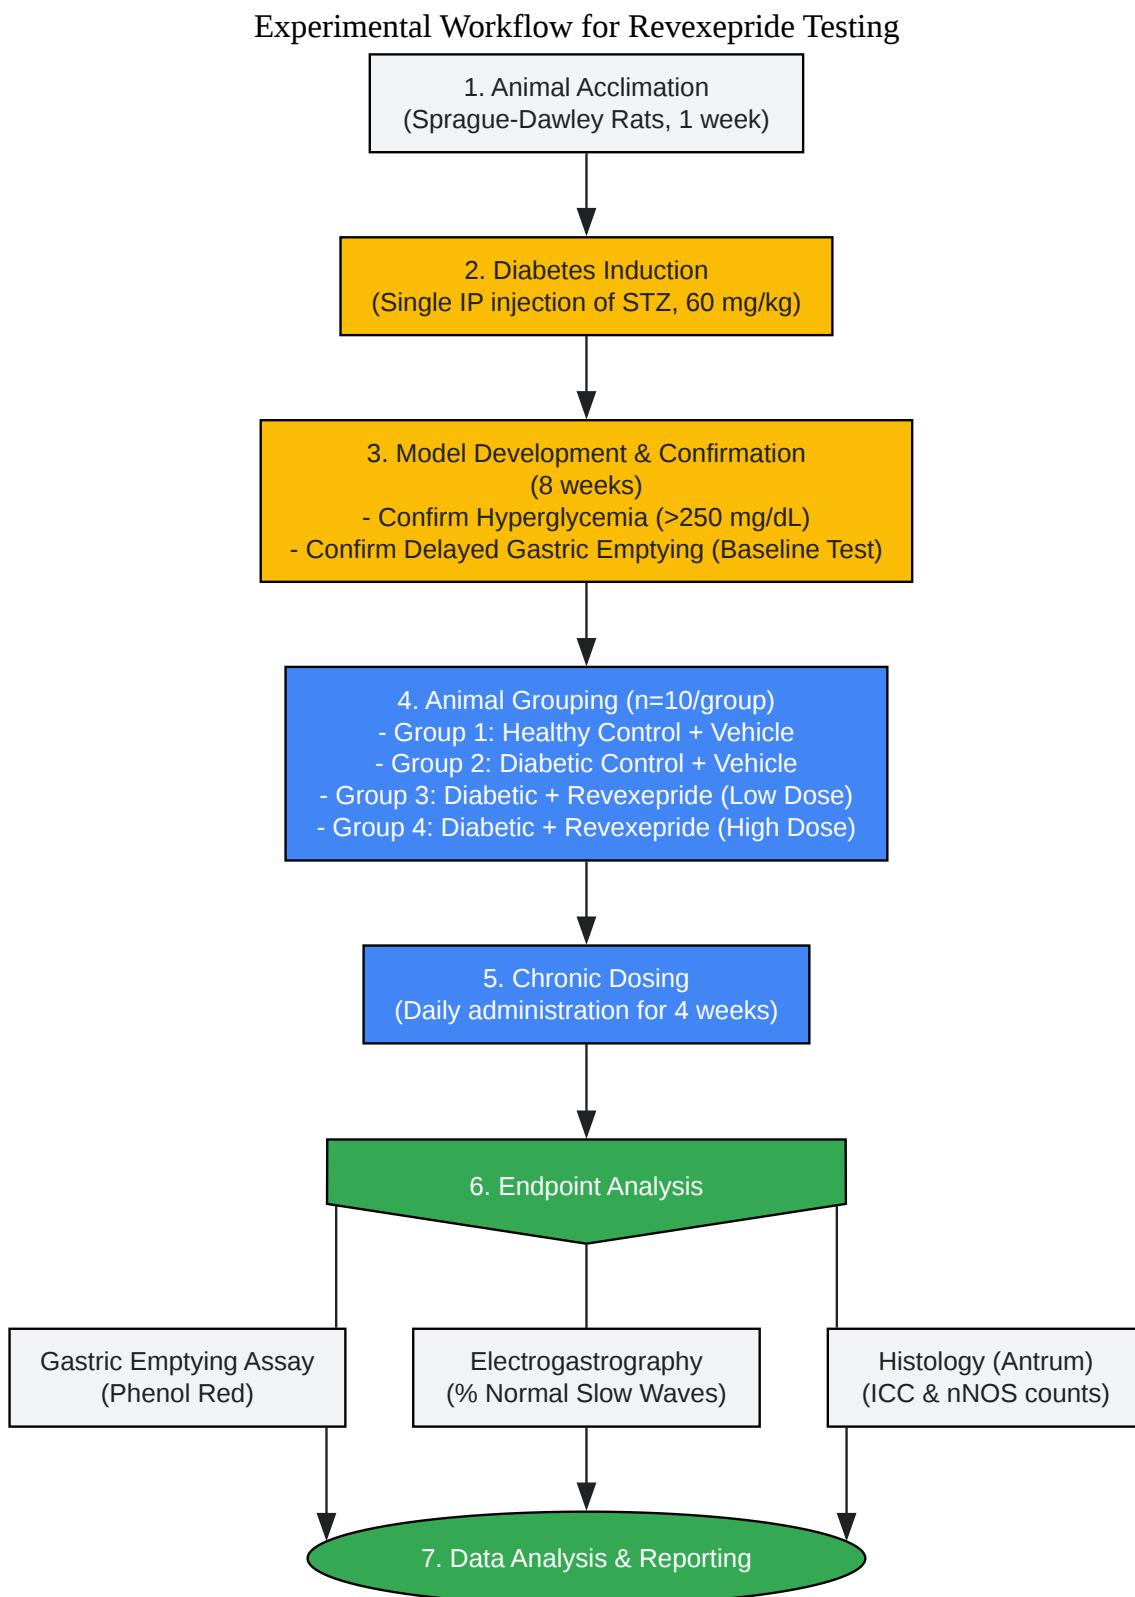 Experimental Workflow for Revexepride Testing
1. Animal Acclimation
(Sprague-Dawley Rats, 1 week)
2. Diabetes Induction
(Single IP injection of STZ, 60 mg/kg)
3. Model Development & Confirmation
(8 weeks)
- Confirm Hyperglycemia (>250 mg/dL)
- Confirm Delayed Gastric Emptying (Baseline Test)
4. Animal Grouping (n=10/group)
- Group 1: Healthy Control + Vehicle
- Group 2: Diabetic Control + Vehicle
- Group 3: Diabetic + Revexepride (Low Dose)
- Group 4: Diabetic + Revexepride (High Dose)
5. Chronic Dosing
(Daily administration for 4 weeks)
6. Endpoint Analysis
Gastric Emptying Assay
(Phenol Red)
Electrogastrography
(% Normal Slow Waves)
Histology (Antrum)
(ICC & nNOS counts)
7. Data Analysis & Reporting